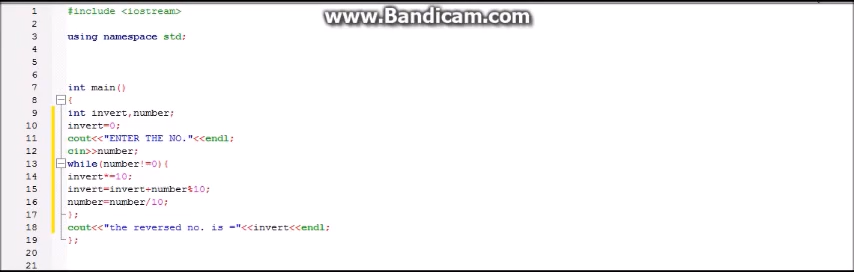 www.Bandicam.com
1 #include <iostream>
2
3 using namespace std;
4
5
6
7 int main()
8 {
9 int invert,number;
10 invert=0;
11 cout<<"ENTER THE NO."<<endl;
12 cin>>number;
13 while(number!=0){
14 invert*=10;
15 invert=invert+number%10;
16 number=number/10;
17 };
18 cout<<"the reversed no. is ="<<invert<<endl;
19 };
20
21